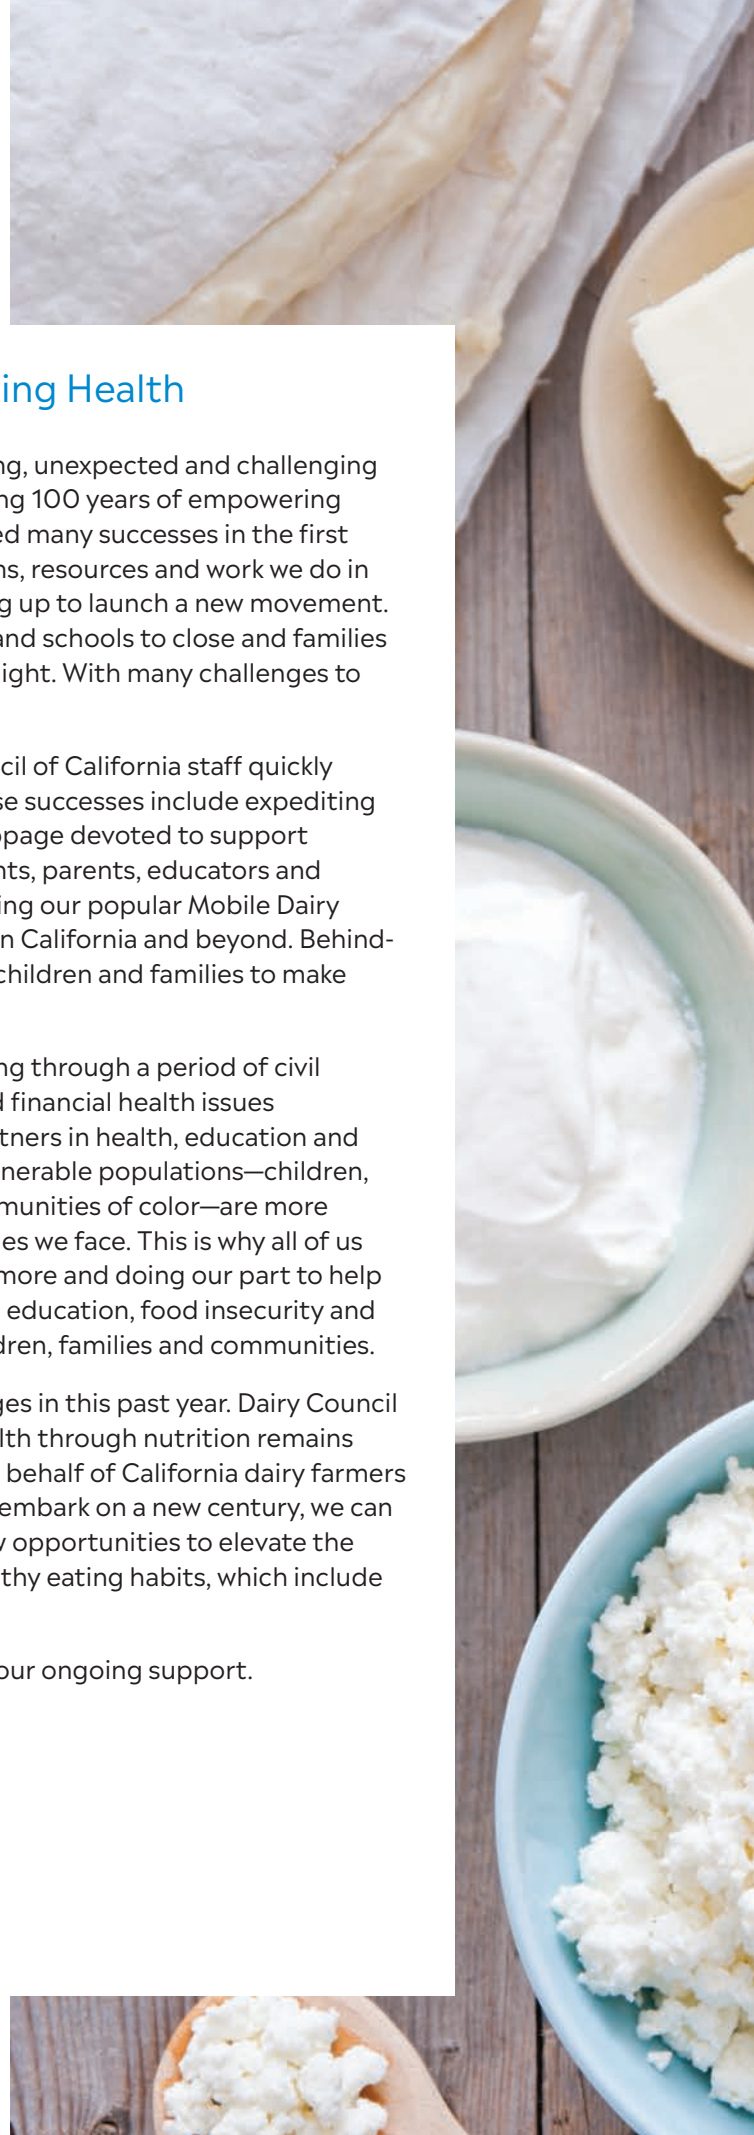 ing Health
ng, unexpected and challenging
ng 100 years of empowering
ed many successes in the first
ns, resources and work we do in
g up to launch a new movement.
and schools to close and families
ight. With many challenges to
cil of California staff quickly
se successes include expediting
page devoted to support
nts, parents, educators and
ing our popular Mobile Dairy
n California and beyond. Behind-
children and families to make
ng through a period of civil
d financial health issues
tners in health, education and
nerable populations—children,
munities of color—are more
es we face. This is why all of us
more and doing our part to help
education, food insecurity and
dren, families and communities.
ges in this past year. Dairy Council
lth through nutrition remains
behalf of California dairy farmers
embark on a new century, we can
w opportunities to elevate the
thy eating habits, which include
our ongoing support.